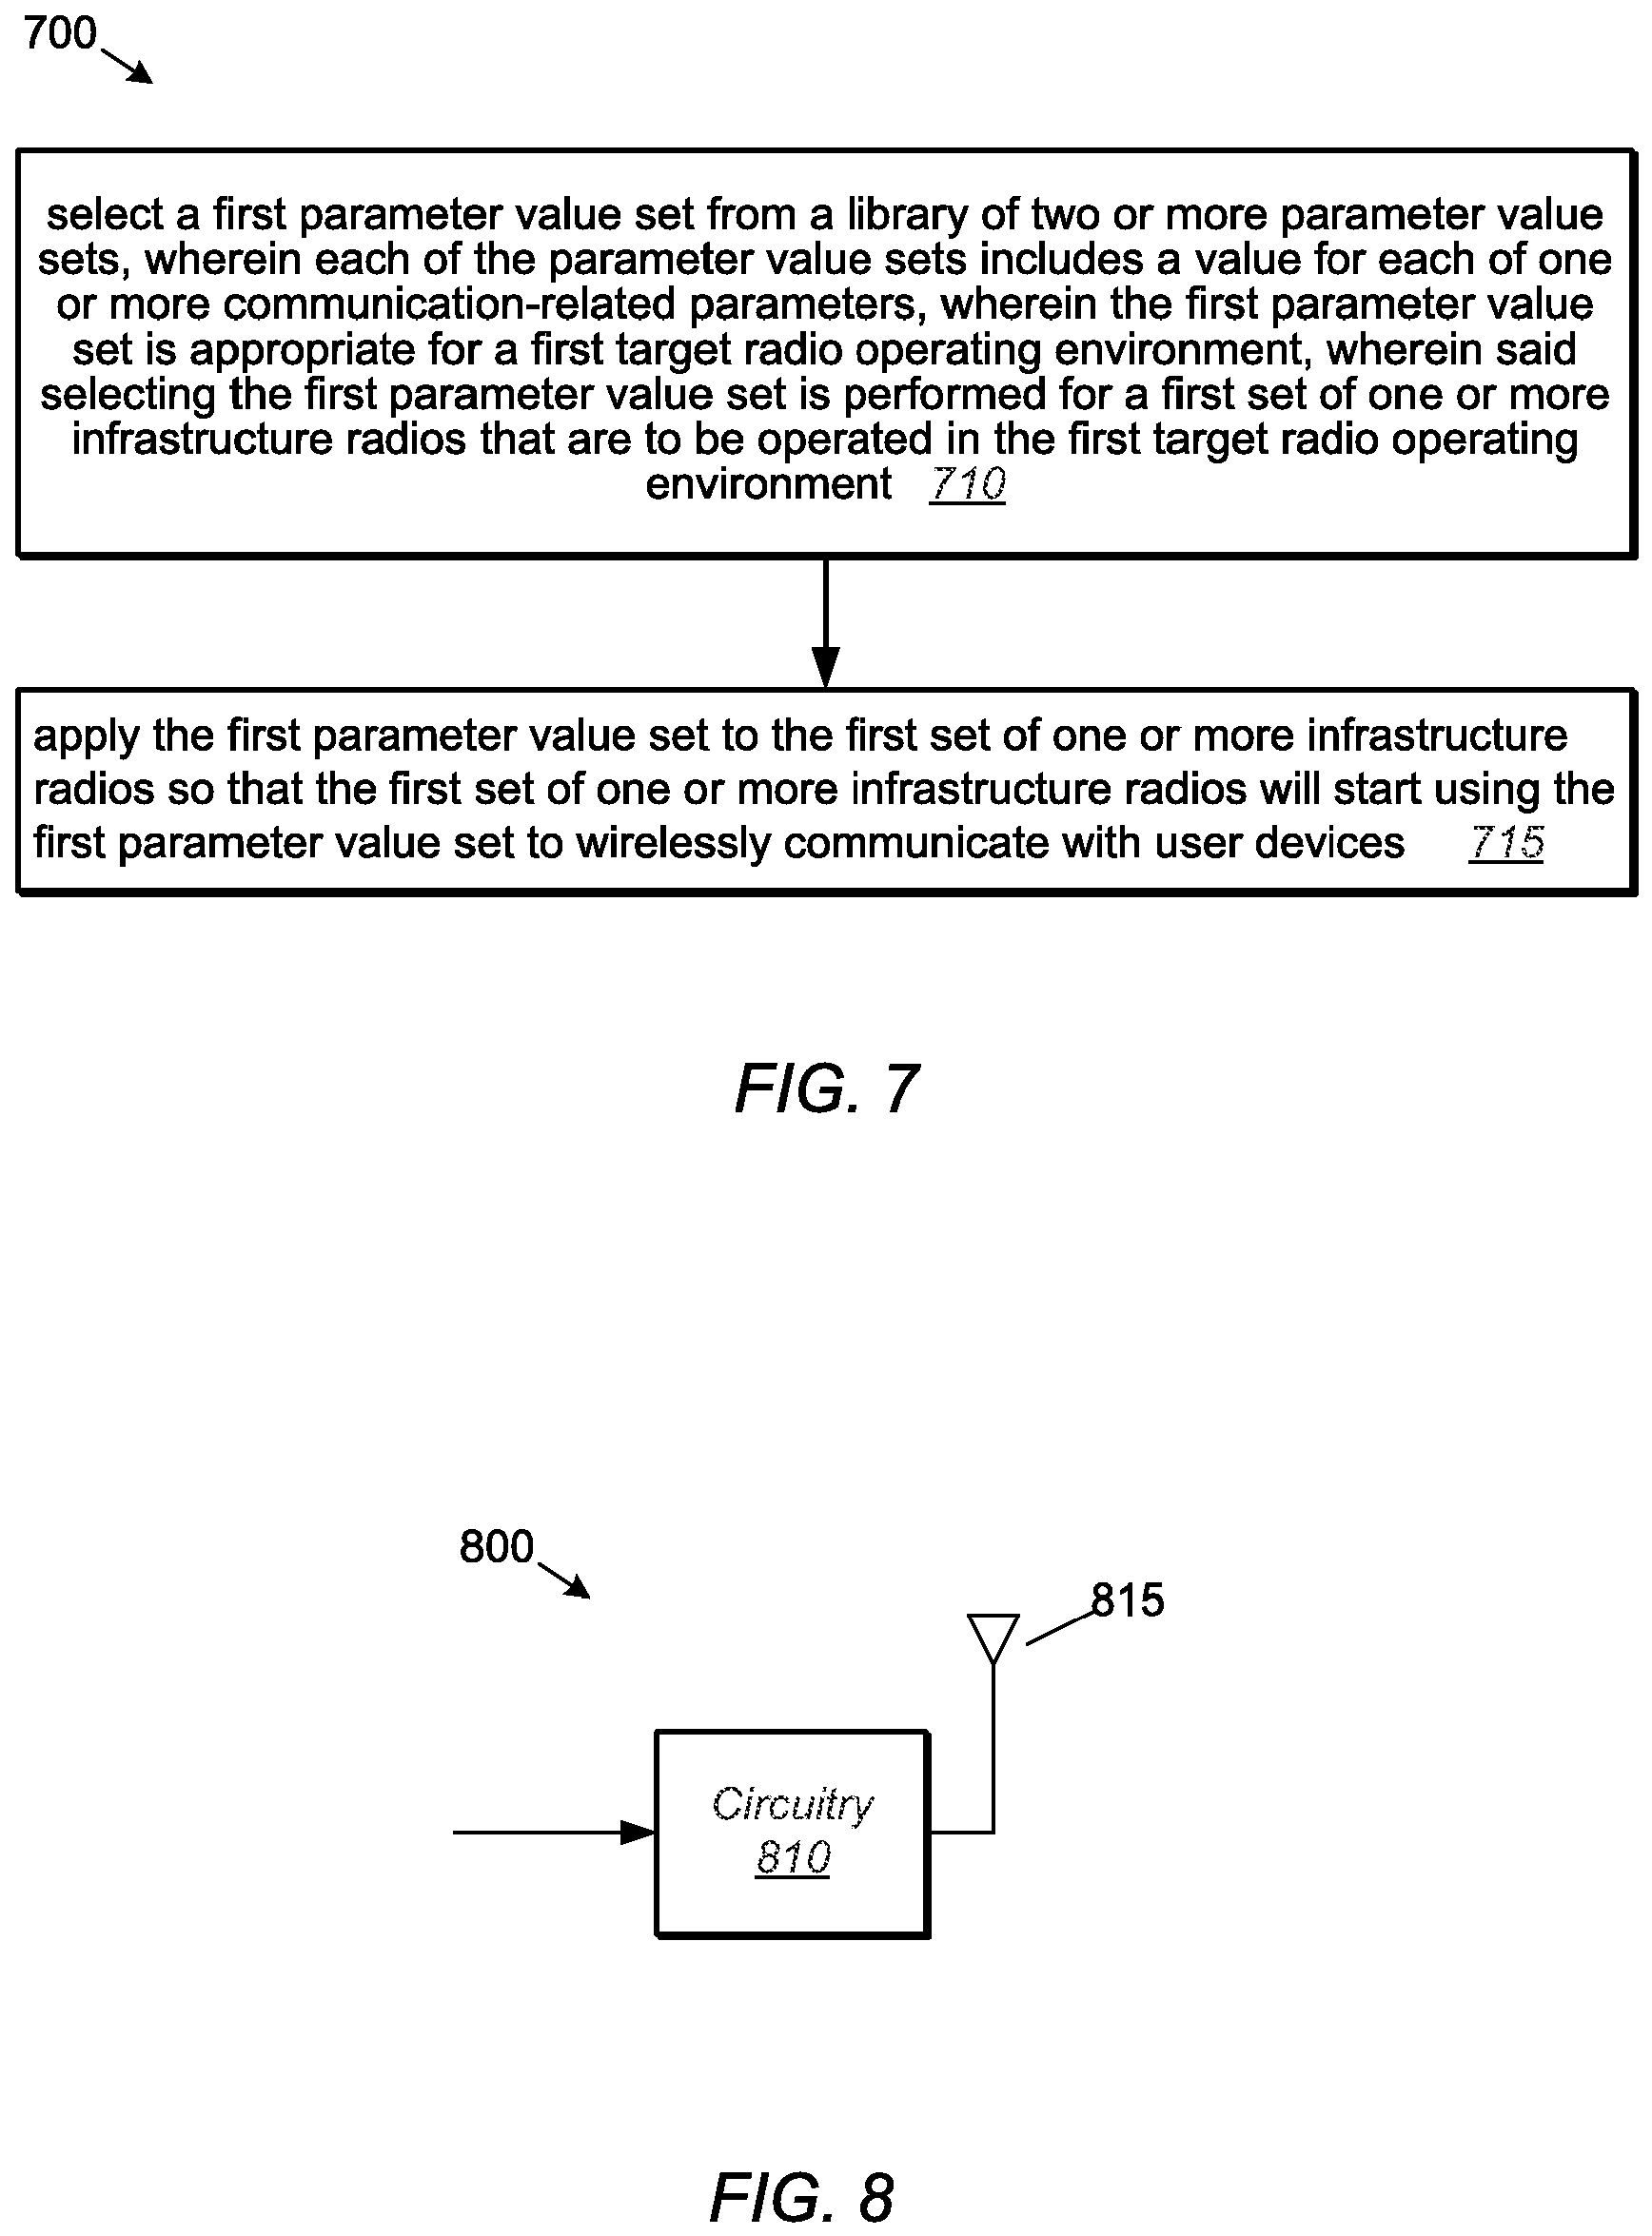 700
select a first parameter value set from a library of two or more parameter value
sets, wherein each of the parameter value sets includes a value for each of one
or more communication-related parameters, wherein the first parameter value
set is appropriate for a first target radio operating environment, wherein said
selecting the first parameter value set is performed for a first set of one or more
infrastructure radios that are to be operated in the first target radio operating
environment 710
apply the first parameter value set to the first set of one or more infrastructure
radios so that the first set of one or more infrastructure radios will start using the
first parameter value set to wirelessly communicate with user devices 715
FIG. 7
800
815
Circuitry
810
FIG. 8